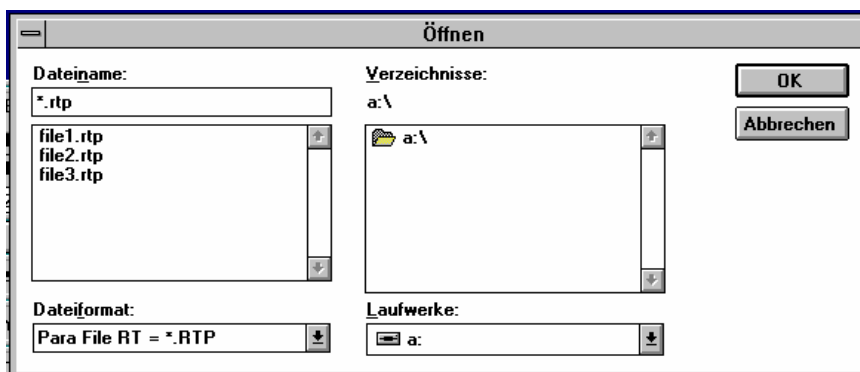 Öffnen
Dateiname:
*.rtp
file1.rtp
file2.rtp
file3.rtp
Dateiformat:
Para File RT = *.RTP
Verzeichnisse:
a:\
a:\
Laufwerke:
a:
OK
Abbrechen